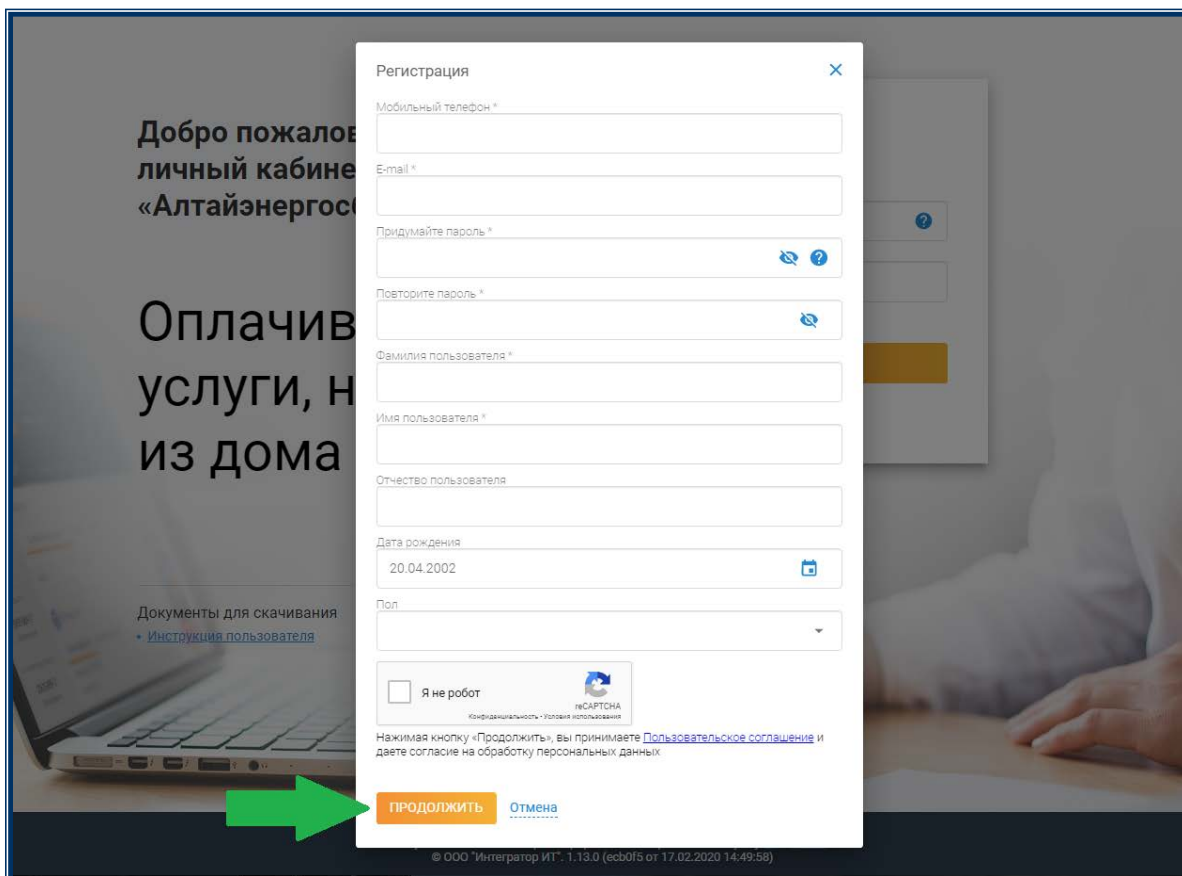 Регистрация
Мобильный телефон *
E-mail *
Придумайте пароль *
Повторите пароль *
Фамилия пользователя *
Имя пользователя *
Отчество пользователя
Дата рождения
20.04.2002
Пол
Я не робот
reCAPTCHA
Конфиденциальность - Условия использования
Нажимая кнопку «Продолжить», вы принимаете Пользовательское соглашение и
даете согласие на обработку персональных данных
ПРОДОЛЖИТЬ Отмена
Добро
личный
Оплачив
услуги,
из дома
Документы для скачивания
• Инструкция пользователя
© ООО "Интегратор ИТ". 1.13.0 (ecb0f5 от 17.02.2020 14:49:58)